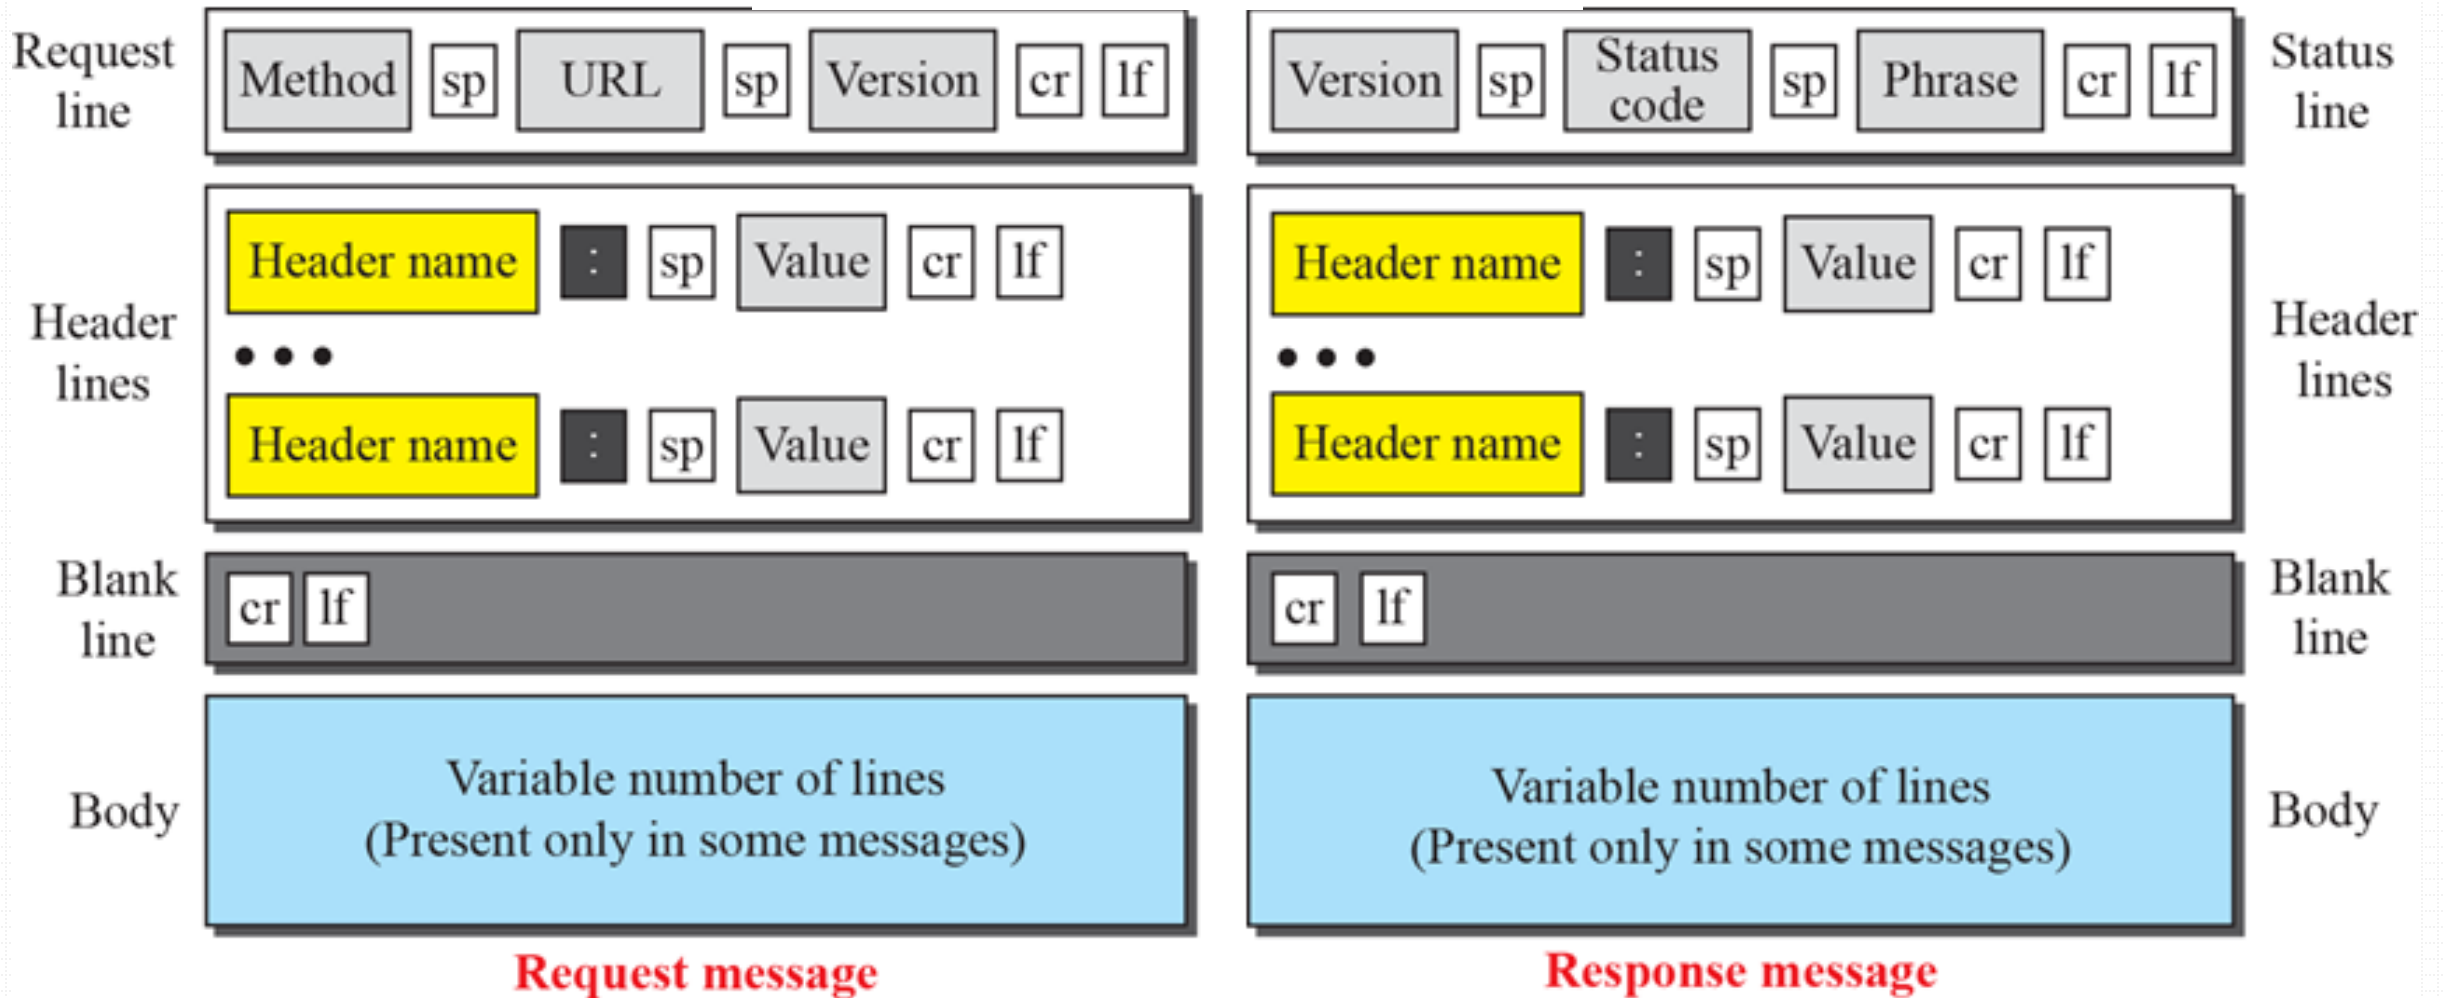 Request
line
Method sp URL sp Version cr lf
Header
lines
Header name : sp Value cr lf
• • •
Header name : sp Value cr lf
Blank
line
cr lf
Body
Variable number of lines
(Present only in some messages)
Request message
Version sp Status code sp Phrase cr lf
Status
line
Header name : sp Value cr lf
• • •
Header name : sp Value cr lf
Header
lines
cr lf
Blank
line
Variable number of lines
(Present only in some messages)
Body
Response message